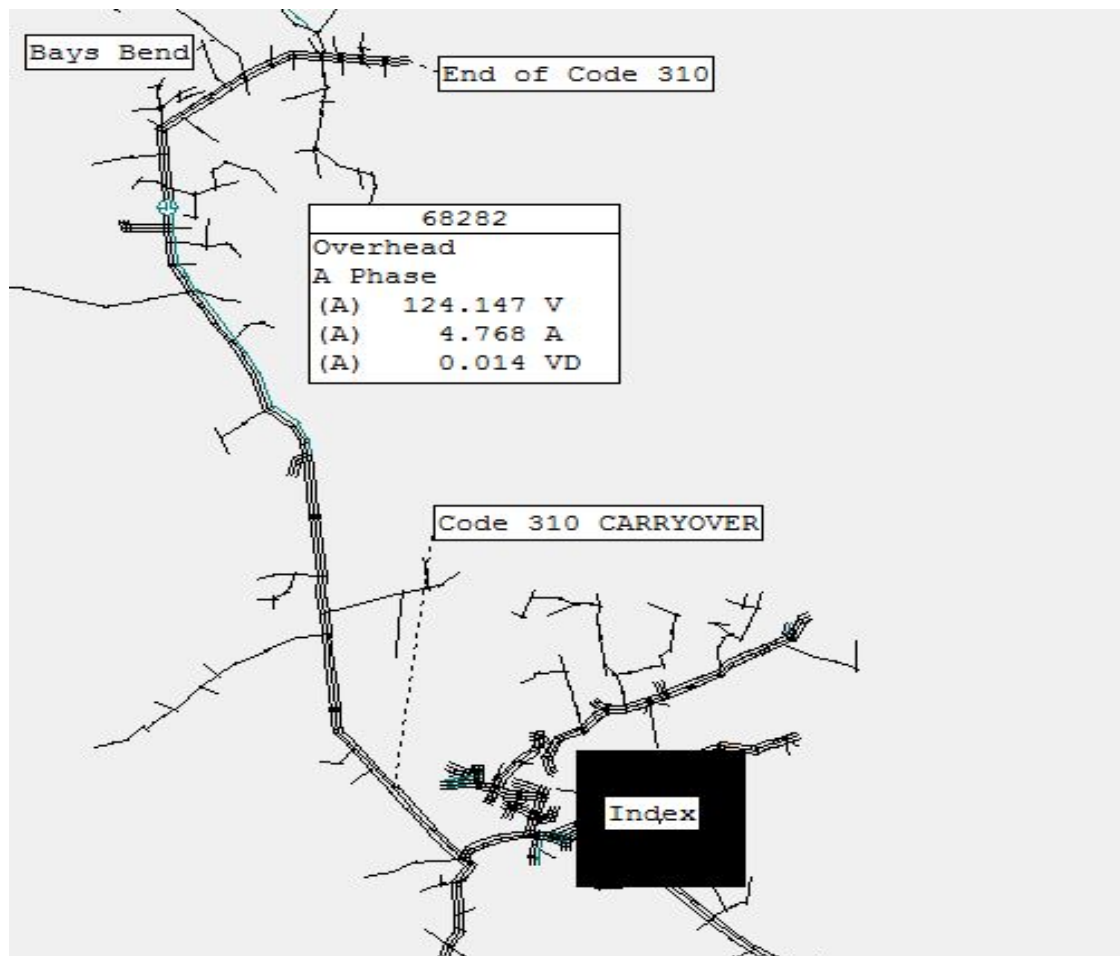 Bays Bend
End of Code 310
68282
Overhead
A Phase
(A) 124.147 V
(A) 4.768 A
(A) 0.014 VD
Code 310 CARRYOVER
Index